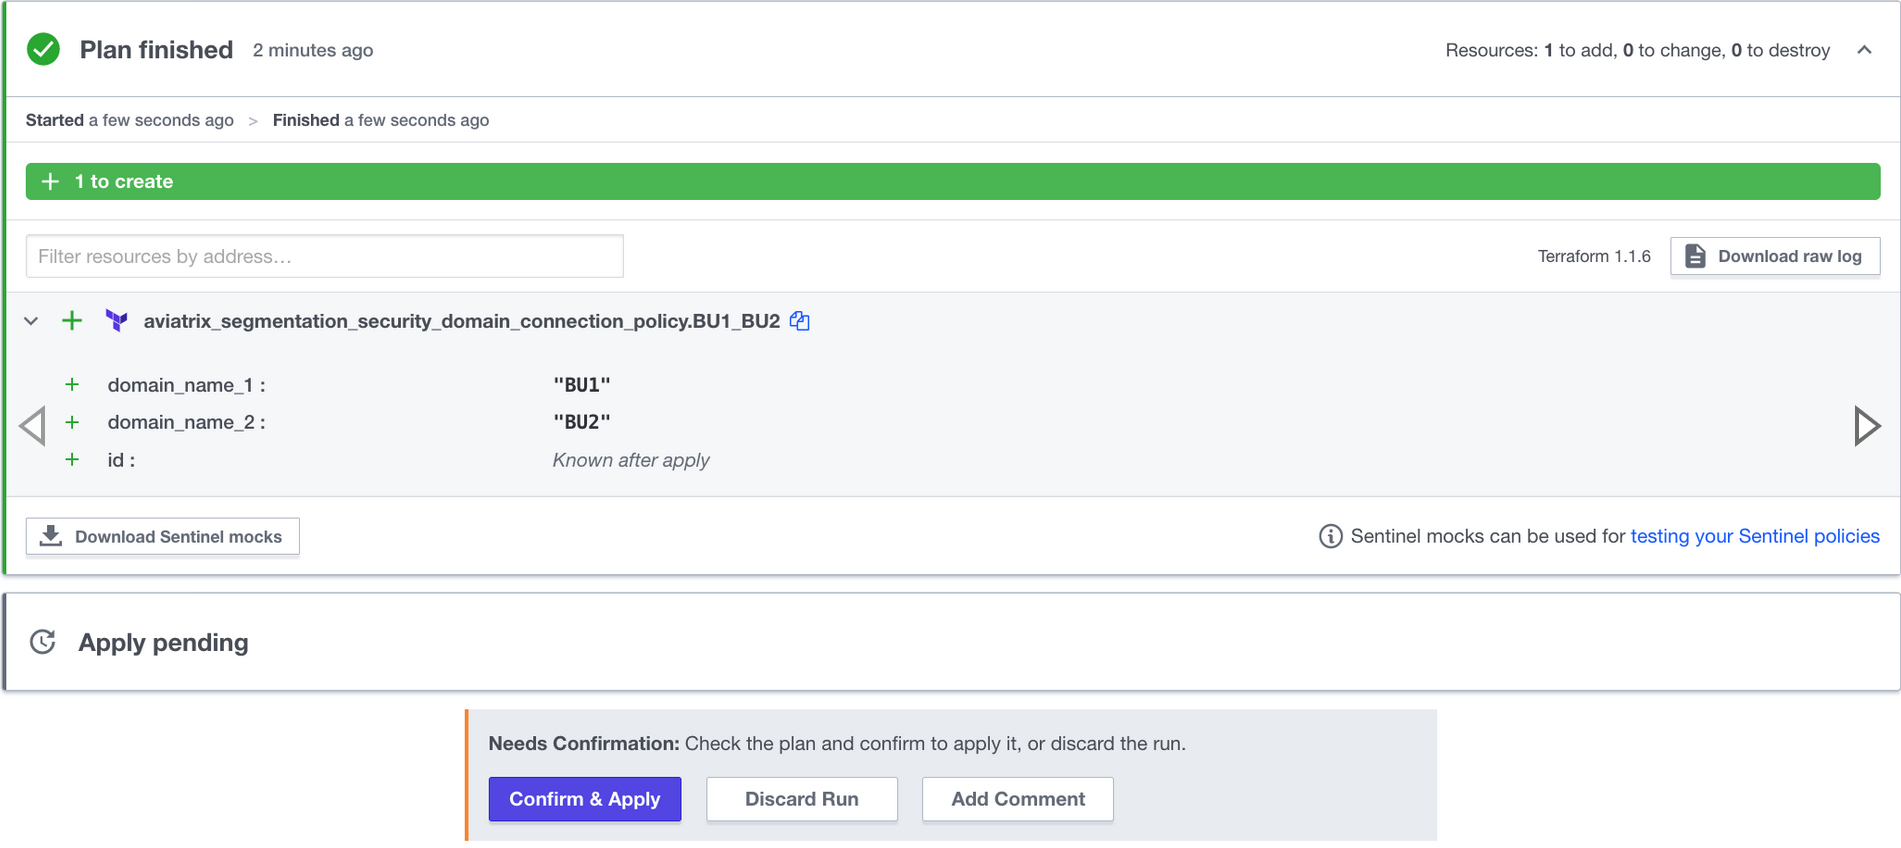 Plan finished 2 minutes ago Resources: 1 to add, 0 to change, 0 to destroy
Started a few seconds ago > Finished a few seconds ago
+ 1 to create
Filter resources by address… Terraform 1.1.6 Download raw log
+ aviatrix_segmentation_security_domain_connection_policy.BU1_BU2
+ domain_name_1 : "BU1"
+ domain_name_2 : "BU2"
+ id : Known after apply
Download Sentinel mocks Sentinel mocks can be used for testing your Sentinel policies
Apply pending
Needs Confirmation: Check the plan and confirm to apply it, or discard the run.
Confirm & Apply Discard Run Add Comment